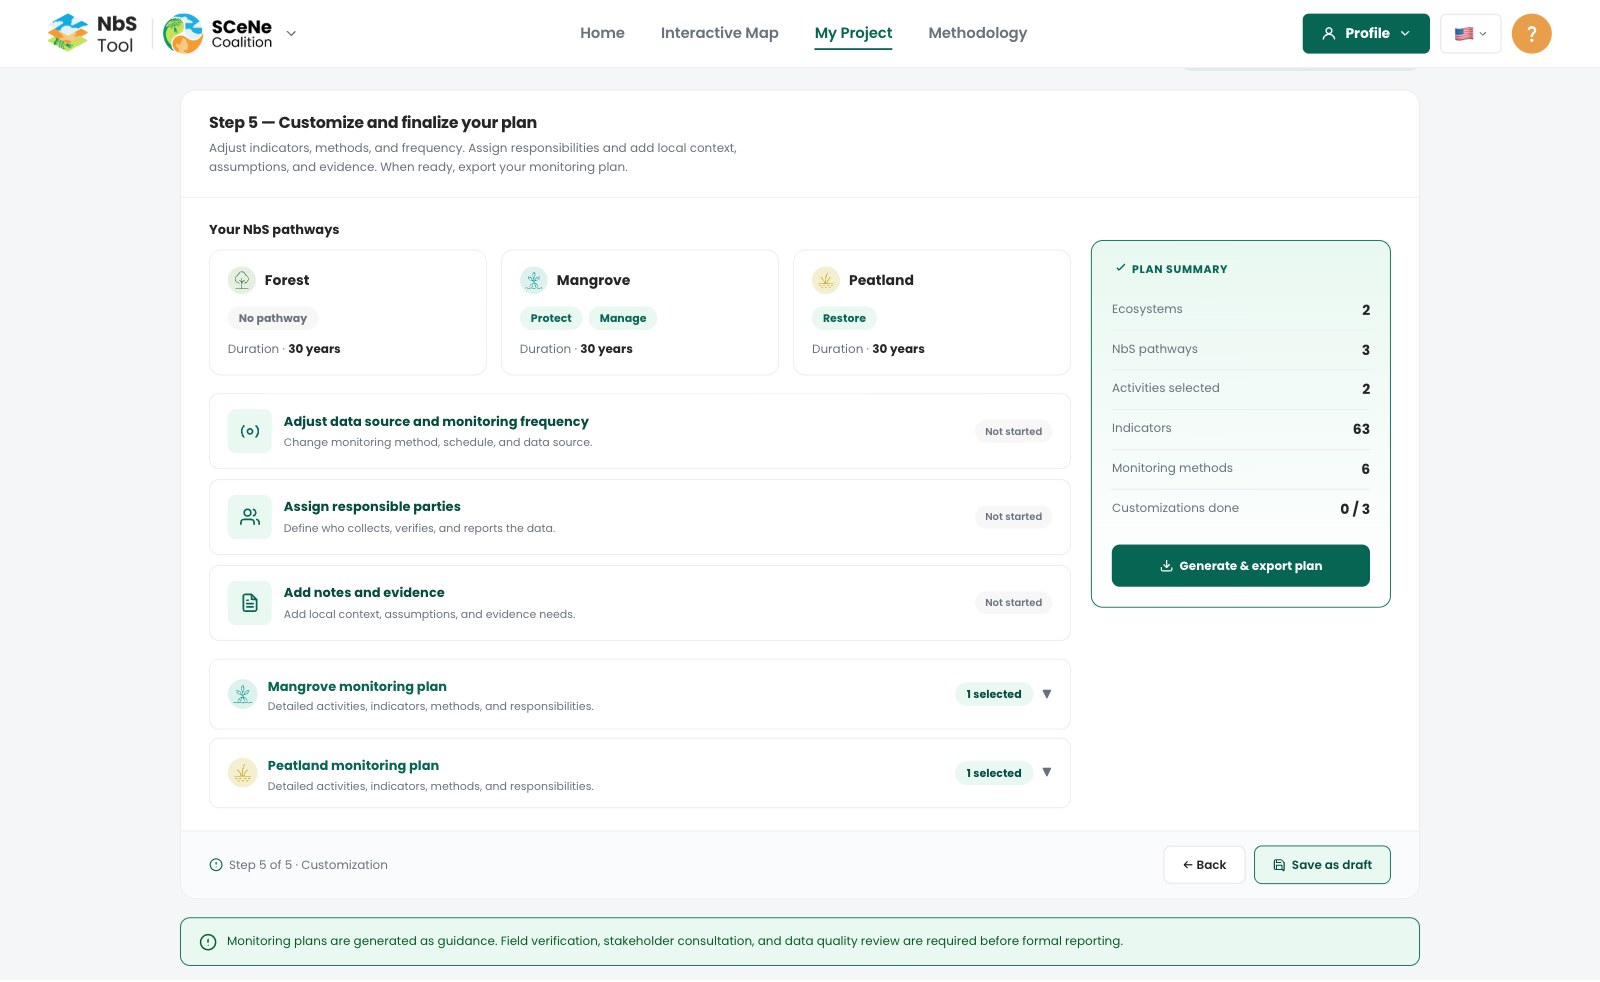 NbS
Tool
SCeNe
Coalition
Home
Interactive Map
My Project
Methodology
Profile
?
Step 5 — Customize and finalize your plan
Adjust indicators, methods, and frequency. Assign responsibilities and add local context,
assumptions, and evidence. When ready, export your monitoring plan.
Your NbS pathways
Forest
No pathway
Duration · 30 years
Mangrove
Protect
Manage
Duration · 30 years
Peatland
Restore
Duration · 30 years
Adjust data source and monitoring frequency
Change monitoring method, schedule, and data source.
Not started
Assign responsible parties
Define who collects, verifies, and reports the data.
Not started
Add notes and evidence
Add local context, assumptions, and evidence needs.
Not started
Mangrove monitoring plan
Detailed activities, indicators, methods, and responsibilities.
1 selected ▼
Peatland monitoring plan
Detailed activities, indicators, methods, and responsibilities.
1 selected ▼
PLAN SUMMARY
Ecosystems 2
NbS pathways 3
Activities selected 2
Indicators 63
Monitoring methods 6
Customizations done 0 / 3
Generate & export plan
Step 5 of 5 · Customization
← Back
Save as draft
Monitoring plans are generated as guidance. Field verification, stakeholder consultation, and data quality review are required before formal reporting.